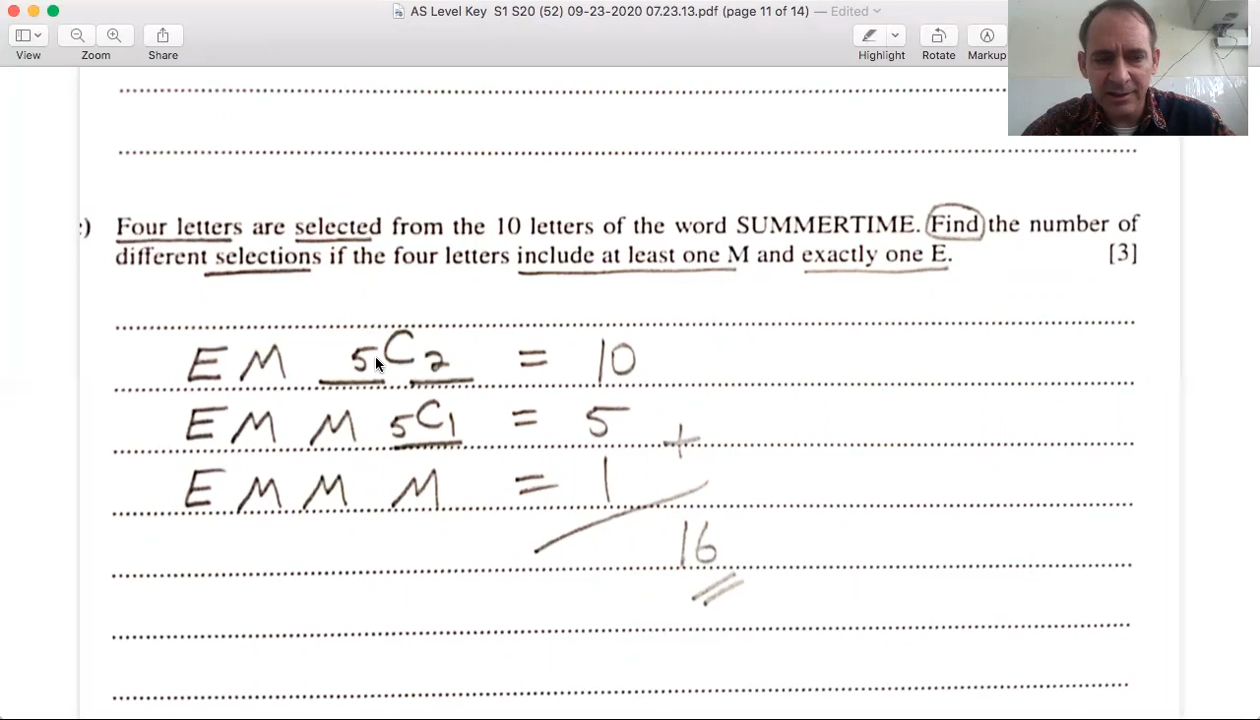 AS Level Key S1 S20 (52) 09-23-2020 07.23.13.pdf (page 11 of 14) — Edited
View Zoom Share Highlight Rotate Markup
:) Four letters are selected from the 10 letters of the word SUMMERTIME. Find the number of
different selections if the four letters include at least one M and exactly one E. [3]
E M 5C2 = 10
E M M 5C1 = 5 +
E M M M = 1
16